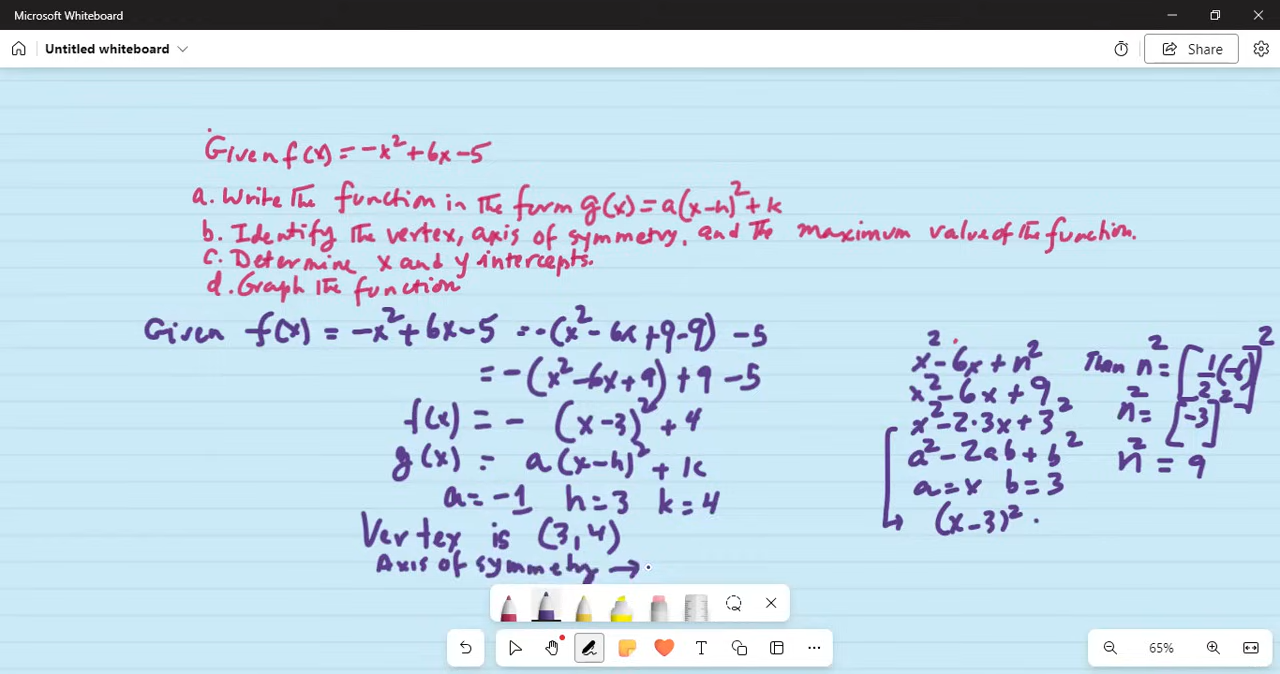 Microsoft Whiteboard
Untitled whiteboard
Share
Given f(x) = -x² + 6x - 5
a. Write the function in the form g(x) = a(x-h)² + k
b. Identify the vertex, axis of symmetry, and the maximum value of the function.
c. Determine x and y intercepts.
d. Graph the function
Given f(x) = -x² + 6x - 5 = -(x² - 6x + 9 - 9) - 5
= -(x² - 6x + 9) + 9 - 5
f(x) = - (x-3)² + 4
g(x) = a(x-h)² + k
a = -1 h = 3 k = 4
Vertex is (3,4)
Axis of symmetry →
x² - 6x + n²
x² - 6x + 9
x² - 2·3x + 3²
a² - 2ab + b²
a = x b = 3
(x-3)²
Then n² = [1/2(-6)]²
n² = [-3]²
n² = 9
65%